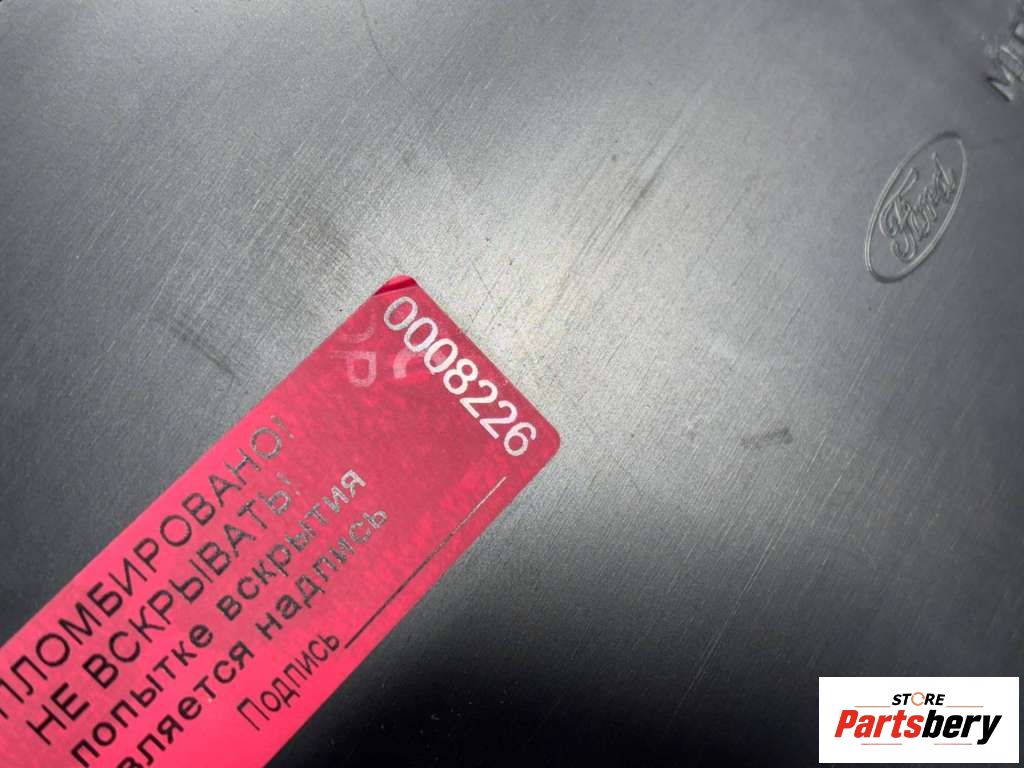 Ford
0008226
ПЛОМБИРОВАНО!
НЕ ВСКРЫВАТЬ!
попытке вскрытия
вляется надпись
Подпись
STORE
Partsbery